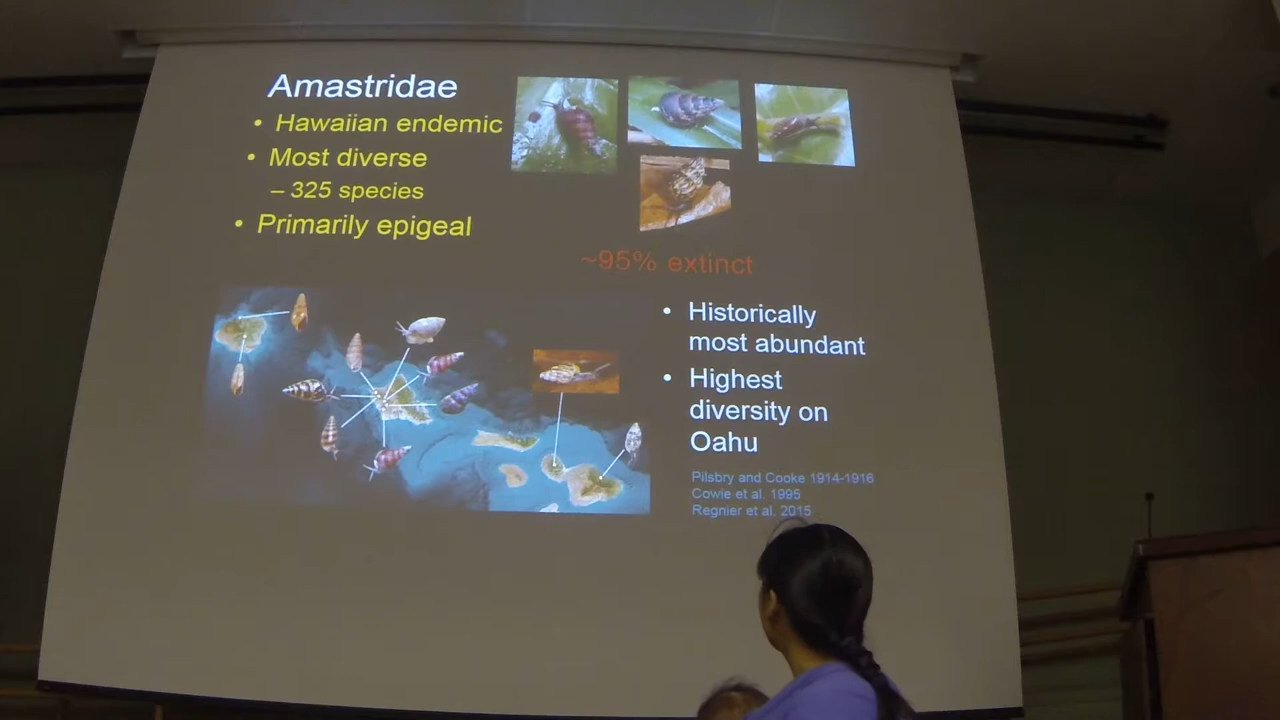 Amastridae
• Hawaiian endemic
• Most diverse
– 325 species
• Primarily epigeal
~95% extinct
• Historically
most abundant
• Highest
diversity on
Oahu
Pilsbry and Cooke 1914-1916
Cowie et al. 1995
Regnier et al. 2015